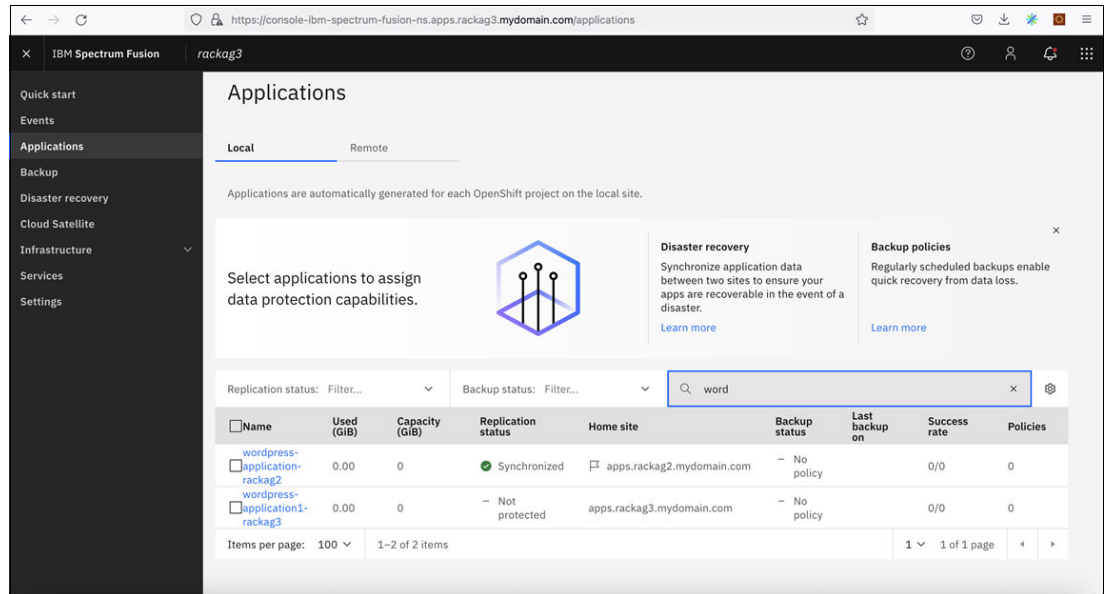 https://console-ibm-spectrum-fusion-ns.apps.rackag3.mydomain.com/applications
IBM Spectrum Fusion
rackag3
Quick start
Events
Applications
Backup
Disaster recovery
Cloud Satellite
Infrastructure
Services
Settings
Applications
Local
Remote
Applications are automatically generated for each OpenShift project on the local site.
Select applications to assign
data protection capabilities.
Disaster recovery
Synchronize application data
between two sites to ensure your
apps are recoverable in the event of a
disaster.
Learn more
Backup policies
Regularly scheduled backups enable
quick recovery from data loss.
Learn more
Replication status: Filter...
Backup status: Filter...
word
Name
Used
(GiB)
Capacity
(GiB)
Replication
status
Home site
Backup
status
Last
backup
on
Success
rate
Policies
wordpress-
application-
rackag2
0.00
0
Synchronized
apps.rackag2.mydomain.com
– No
policy
0/0
0
wordpress-
application1-
rackag3
0.00
0
– Not
protected
apps.rackag3.mydomain.com
– No
policy
0/0
0
Items per page: 100
1–2 of 2 items
1
1 of 1 page